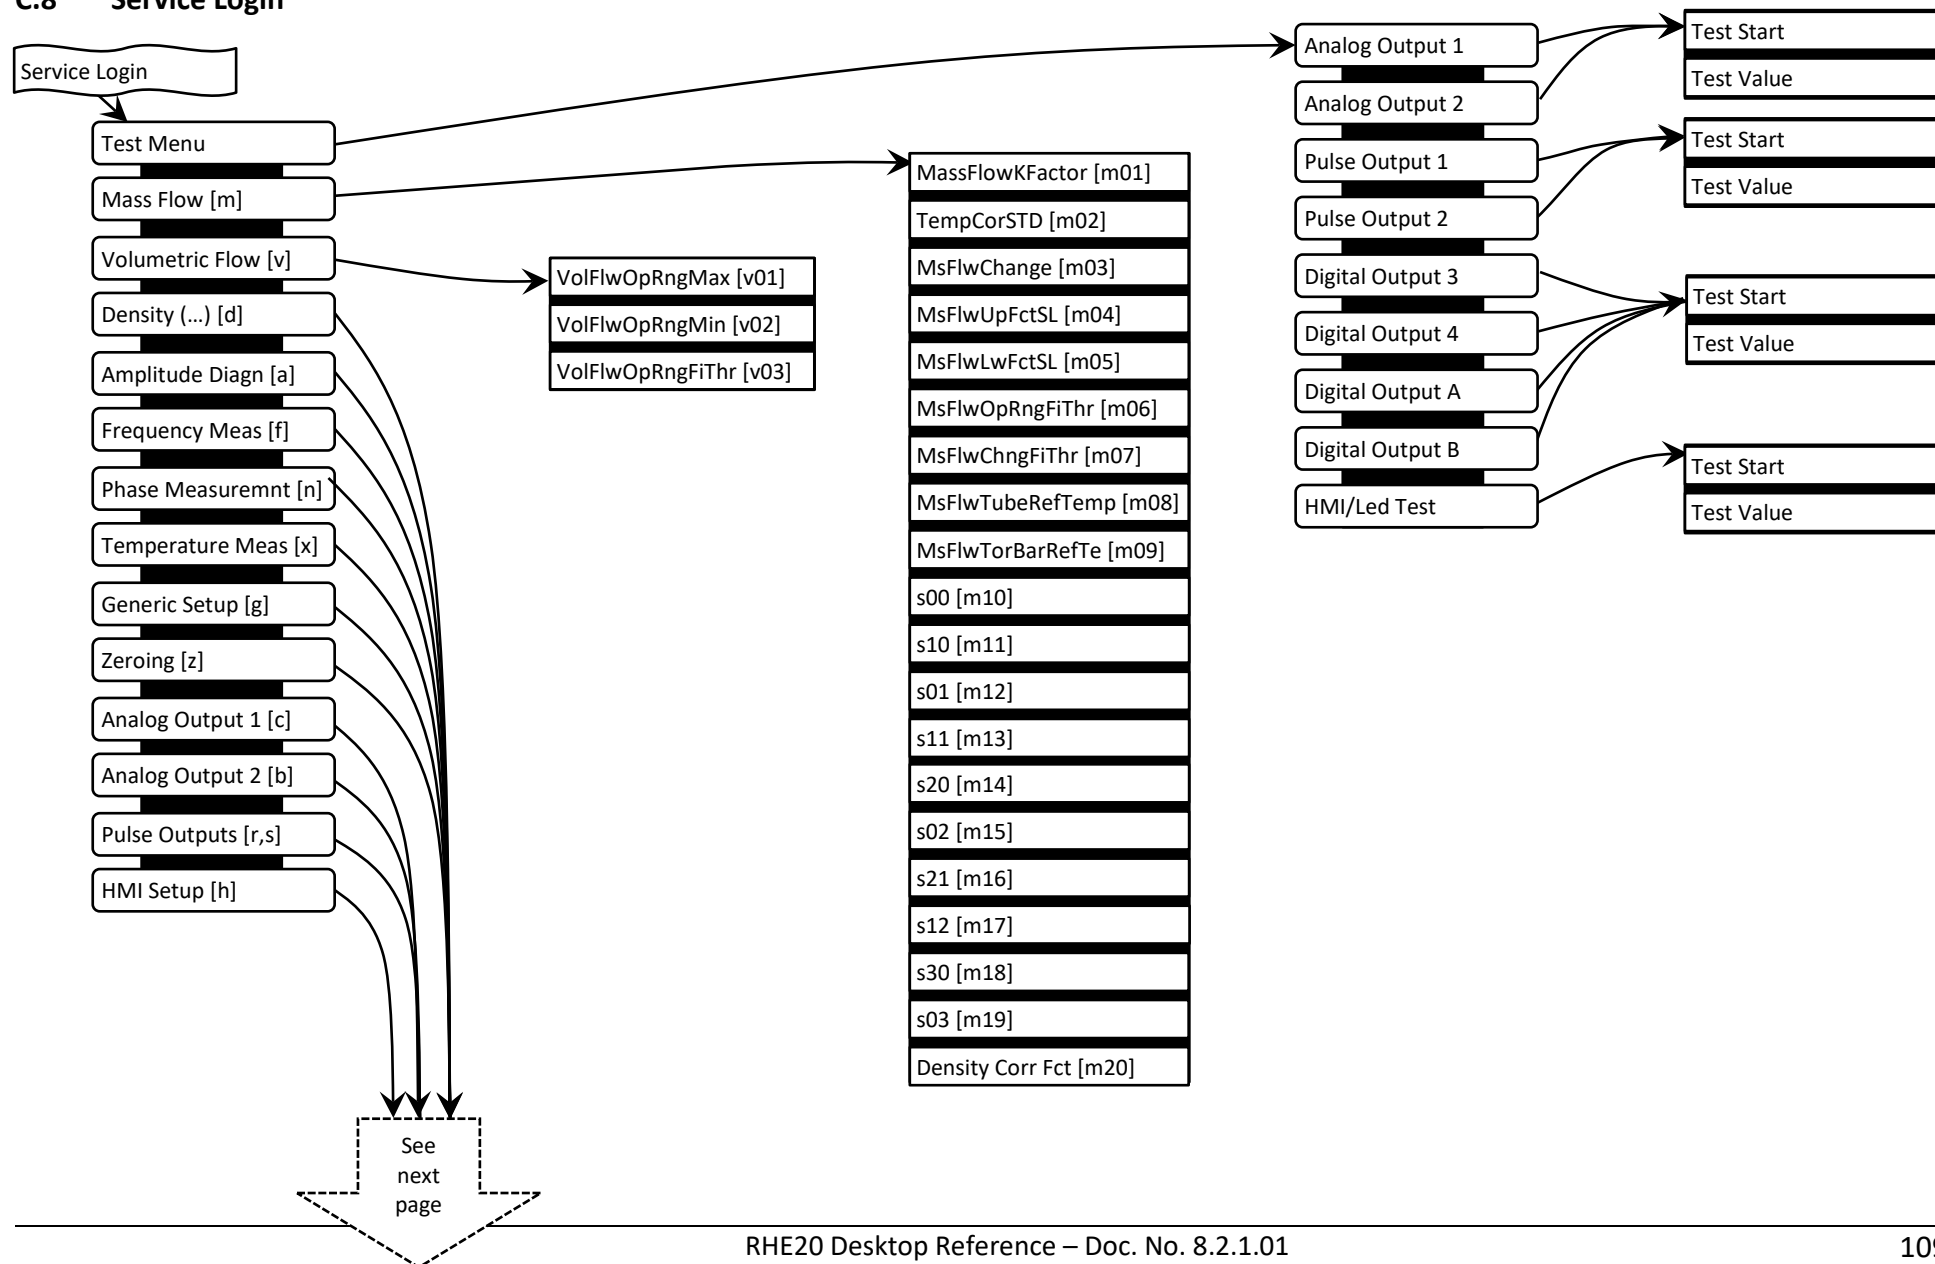 C.8 Service Login
Service Login
Test Menu
Mass Flow [m]
Volumetric Flow [v]
Density (...) [d]
Amplitude Diagn [a]
Frequency Meas [f]
Phase Measuremnt [n]
Temperature Meas [x]
Generic Setup [g]
Zeroing [z]
Analog Output 1 [c]
Analog Output 2 [b]
Pulse Outputs [r,s]
HMI Setup [h]
See
next
page
VolFlwOpRngMax [v01]
VolFlwOpRngMin [v02]
VolFlwOpRngFiThr [v03]
MassFlowKFactor [m01]
TempCorSTD [m02]
MsFlwChange [m03]
MsFlwUpFctSL [m04]
MsFlwLwFctSL [m05]
MsFlwOpRngFiThr [m06]
MsFlwChngFiThr [m07]
MsFlwTubeRefTemp [m08]
MsFlwTorBarRefTe [m09]
s00 [m10]
s10 [m11]
s01 [m12]
s11 [m13]
s20 [m14]
s02 [m15]
s21 [m16]
s12 [m17]
s30 [m18]
s03 [m19]
Density Corr Fct [m20]
Analog Output 1
Analog Output 2
Pulse Output 1
Pulse Output 2
Digital Output 3
Digital Output 4
Digital Output A
Digital Output B
HMI/Led Test
Test Start
Test Value
Test Start
Test Value
Test Start
Test Value
Test Start
Test Value
RHE20 Desktop Reference – Doc. No. 8.2.1.01